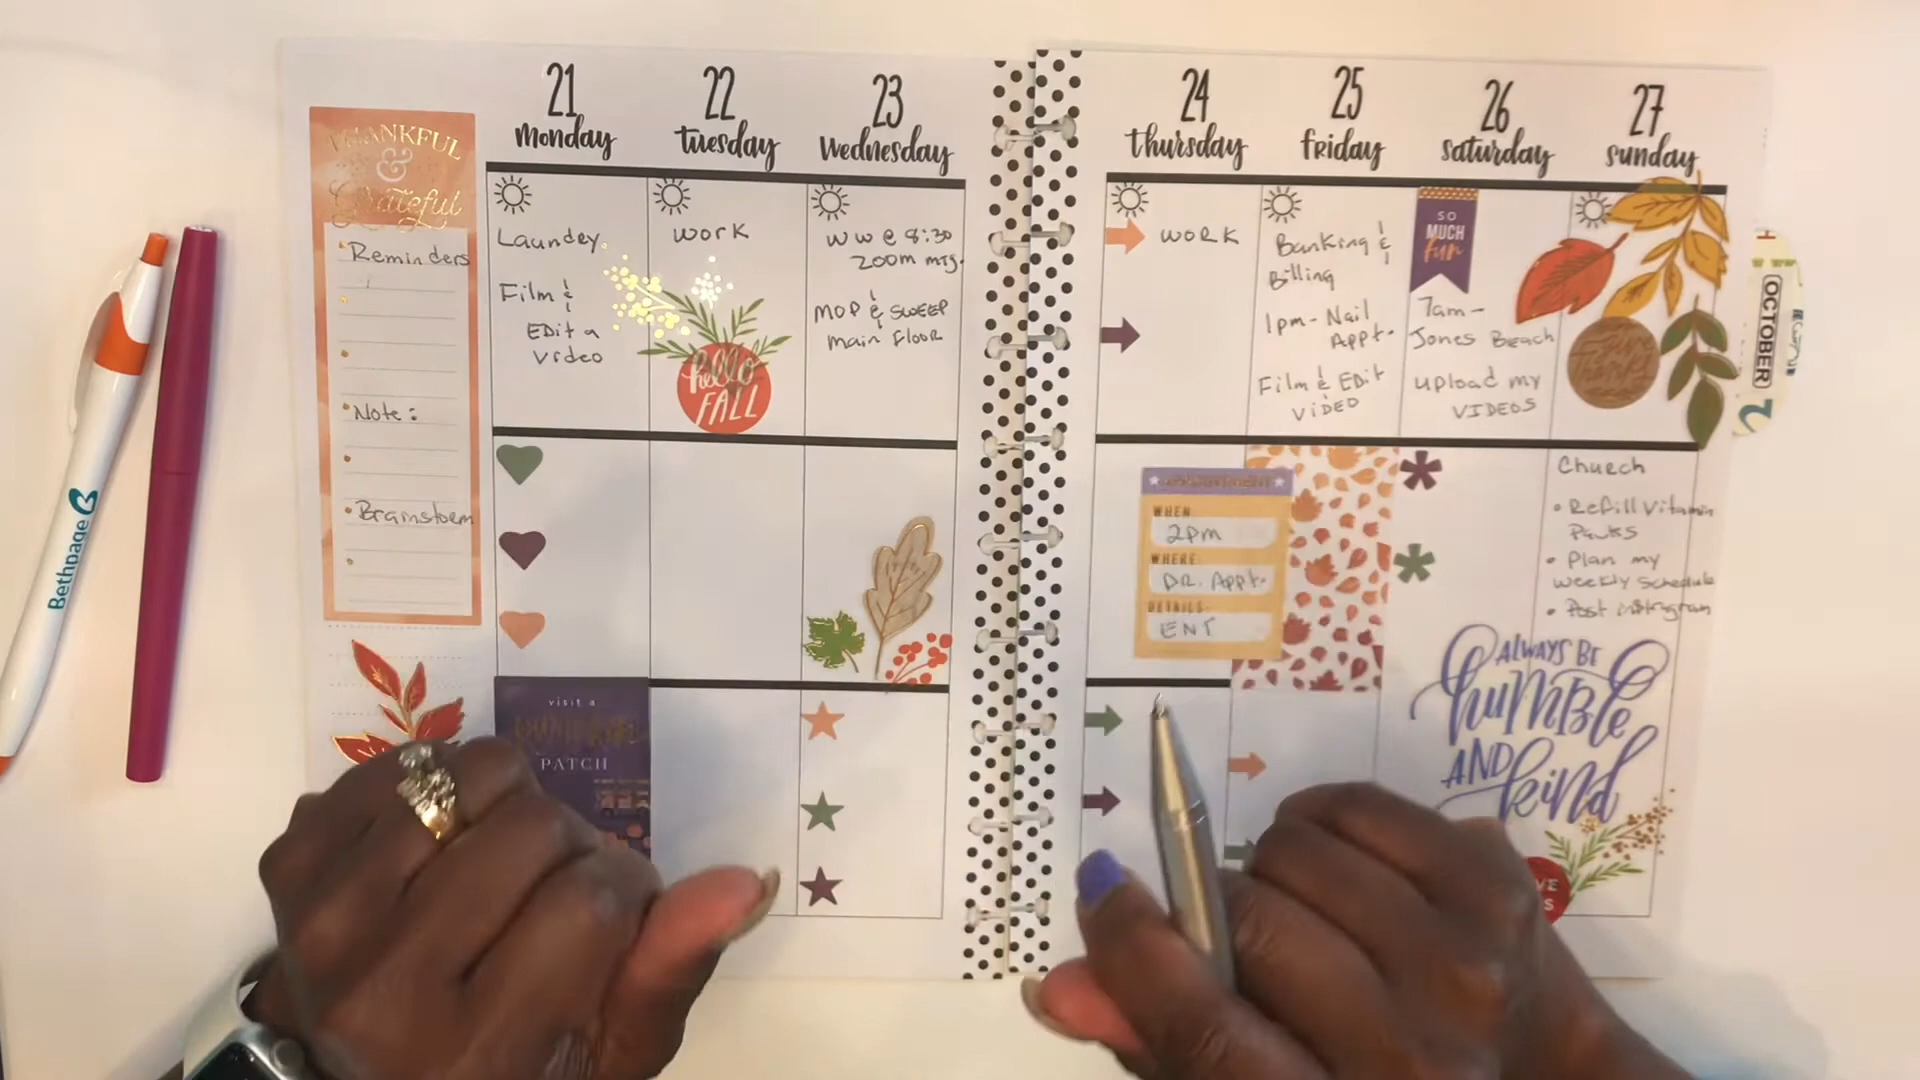 THANKFUL
&
Grateful
Reminders
Note:
Brainstorm
21
monday
22
tuesday
23
wednesday
24
thursday
25
friday
26
saturday
27
sunday
Laundry
Film &
Edit a
Video
work
hello
FALL
WW @ 8:30
zoom mtg.
MOP & SWEEP
main Floor
WORK
Banking &
Billing
1pm - Nail
Appt.
Film & Edit
VIDEO
SO
MUCH
fun
7am -
Jones Beach
upload my
VIDEOS
OCTOBER
WHEN:
2pm
WHERE:
DR. Appt.
DETAILS:
ENT
Church
• Refill Vitamin
Packs
• Plan my
weekly schedule
• Post instagram
visit a
PUMPKIN
PATCH
ALWAYS BE
humble
AND
kind
Bethpage